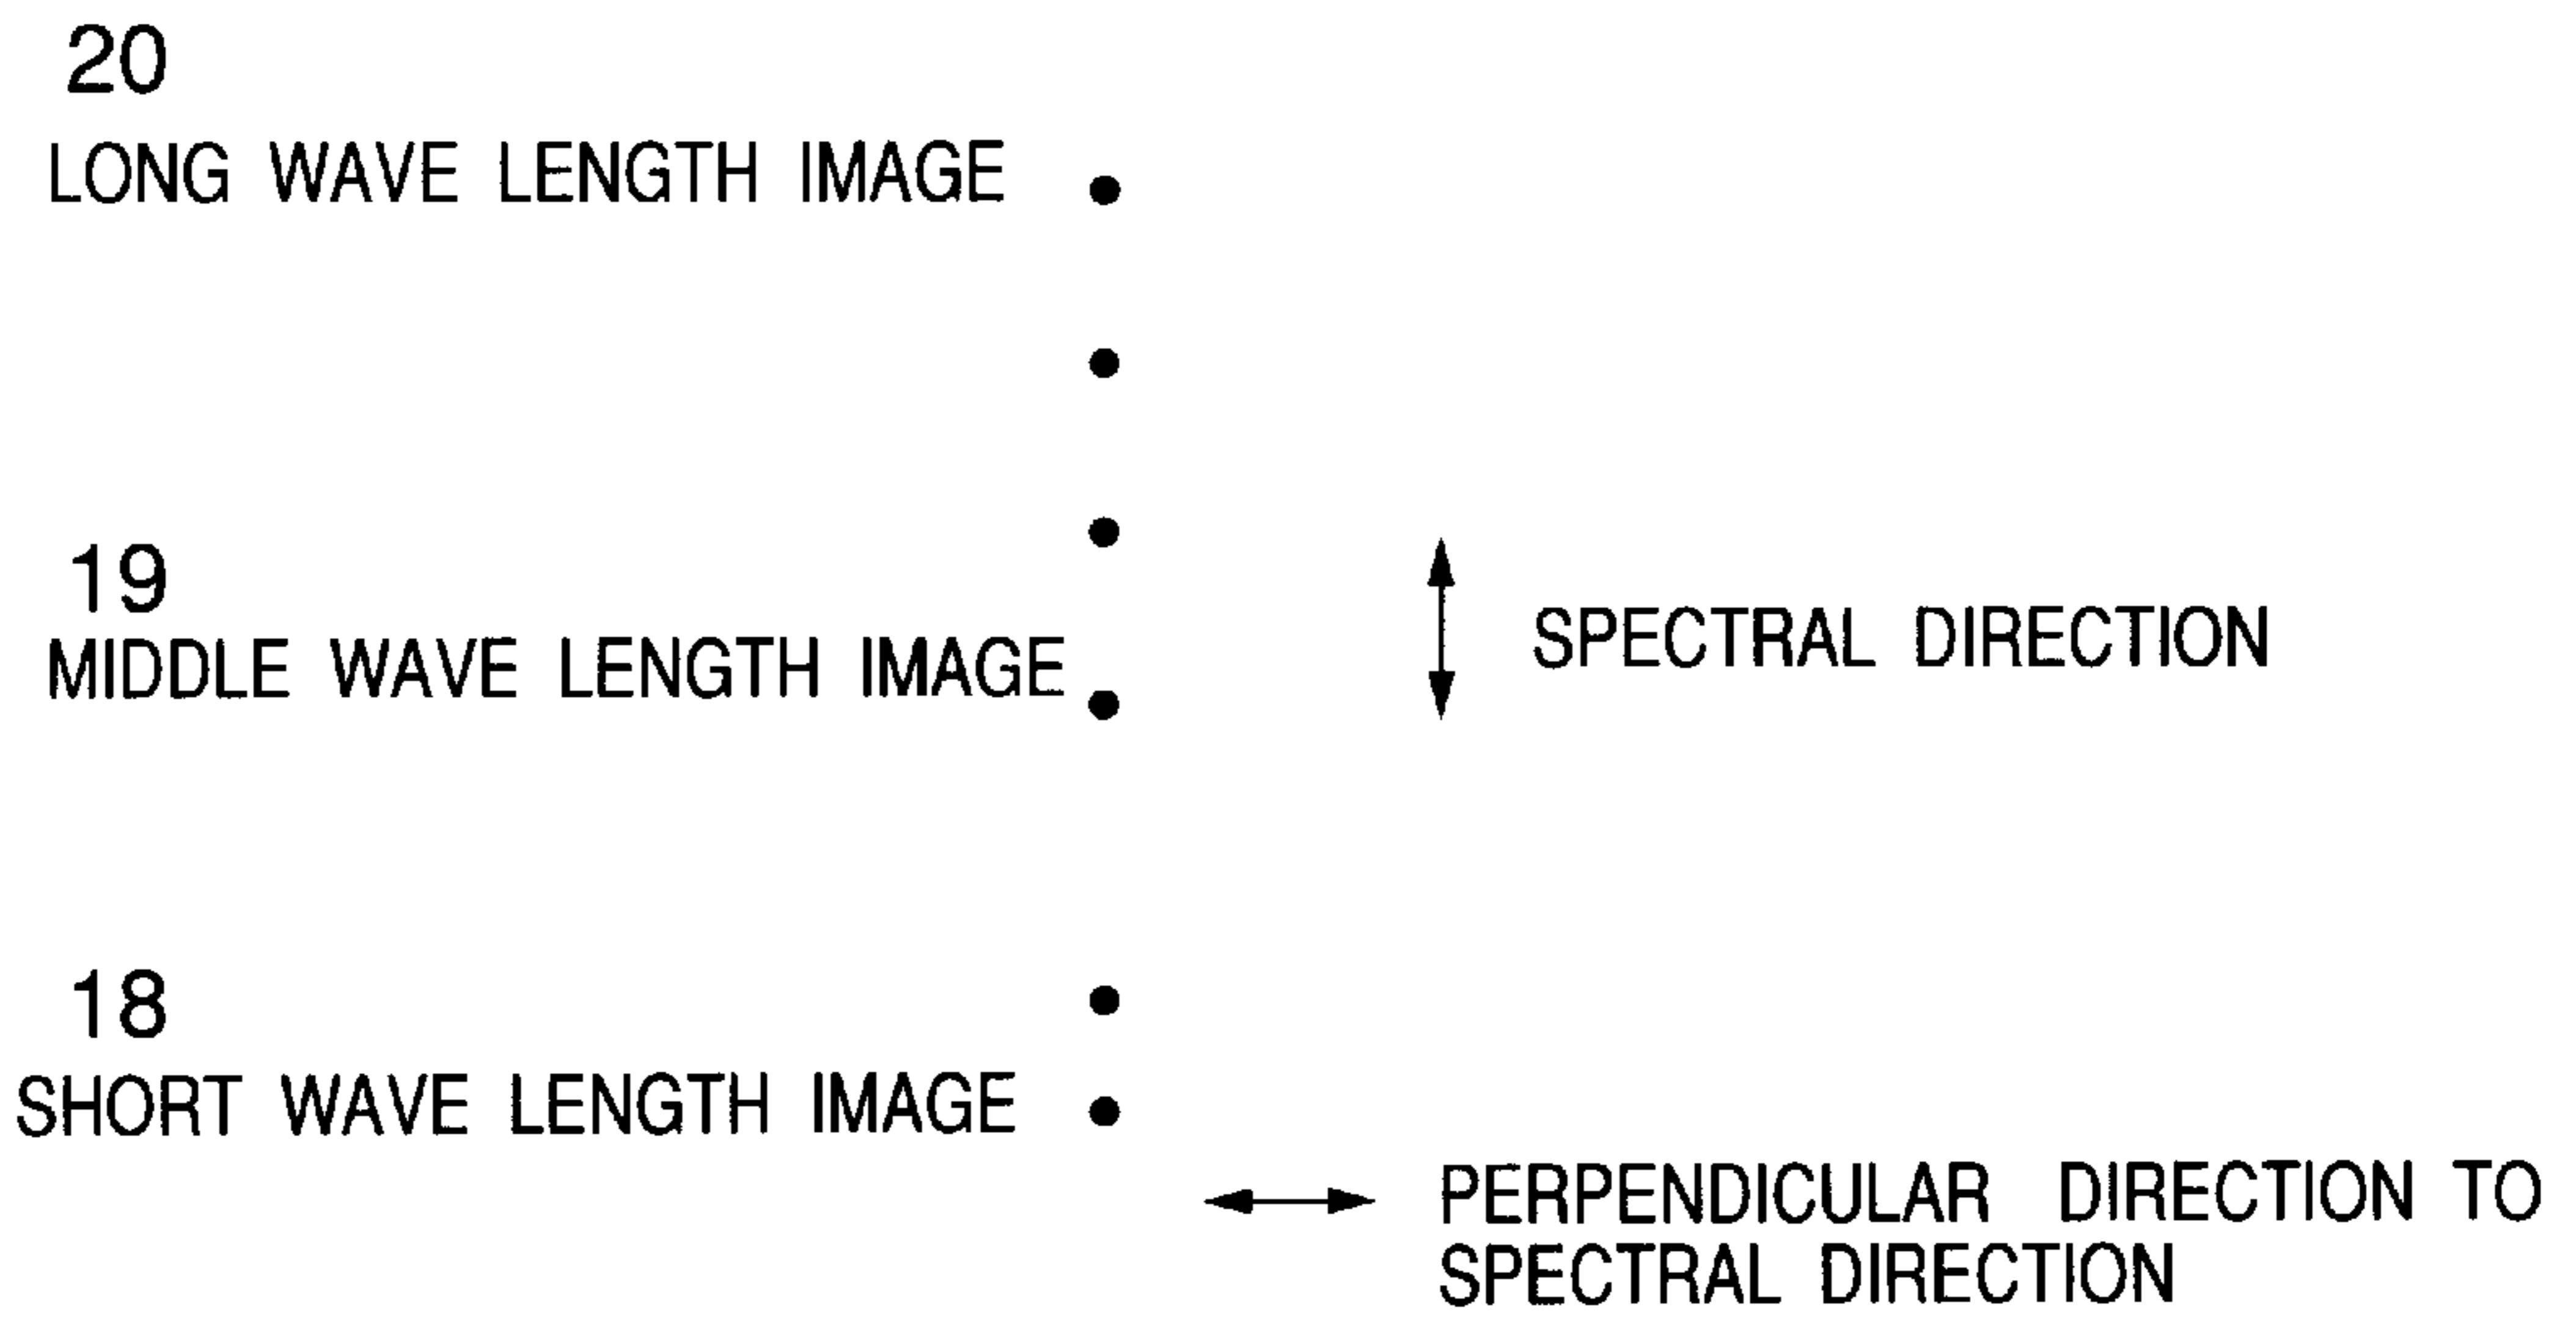 20
LONG WAVE LENGTH IMAGE
19
MIDDLE WAVE LENGTH IMAGE
SPECTRAL DIRECTION
18
SHORT WAVE LENGTH IMAGE
PERPENDICULAR DIRECTION TO
SPECTRAL DIRECTION